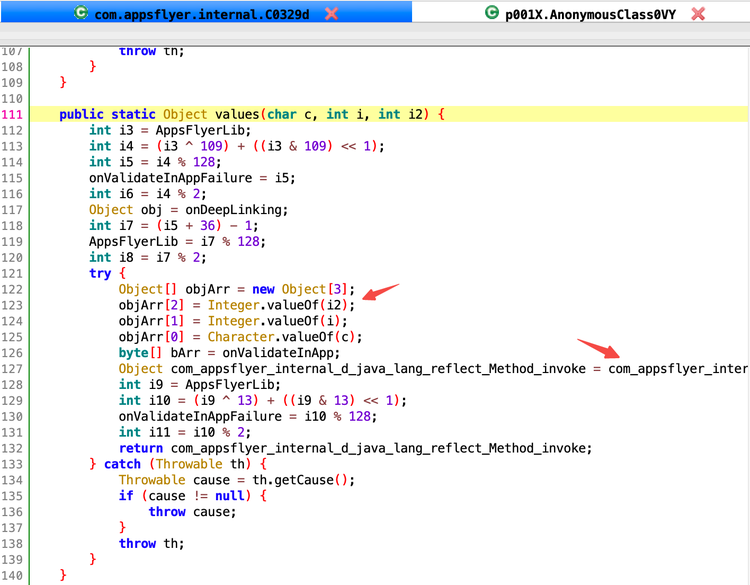 com.appsflyer.internal.C0329d
p001X.AnonymousClass0VY
107 throw th;
108 }
109 }
110
111 public static Object values(char c, int i, int i2) {
112 int i3 = AppsFlyerLib;
113 int i4 = (i3 ^ 109) + ((i3 & 109) << 1);
114 int i5 = i4 % 128;
115 onValidateInAppFailure = i5;
116 int i6 = i4 % 2;
117 Object obj = onDeepLinking;
118 int i7 = (i5 + 36) - 1;
119 AppsFlyerLib = i7 % 128;
120 int i8 = i7 % 2;
121 try {
122 Object[] objArr = new Object[3];
123 objArr[2] = Integer.valueOf(i2);
124 objArr[1] = Integer.valueOf(i);
125 objArr[0] = Character.valueOf(c);
126 byte[] bArr = onValidateInApp;
127 Object com_appsflyer_internal_d_java_lang_reflect_Method_invoke = com_appsflyer_inter
128 int i9 = AppsFlyerLib;
129 int i10 = (i9 ^ 13) + ((i9 & 13) << 1);
130 onValidateInAppFailure = i10 % 128;
131 int i11 = i10 % 2;
132 return com_appsflyer_internal_d_java_lang_reflect_Method_invoke;
133 } catch (Throwable th) {
134 Throwable cause = th.getCause();
135 if (cause != null) {
136 throw cause;
137 }
138 throw th;
139 }
140 }